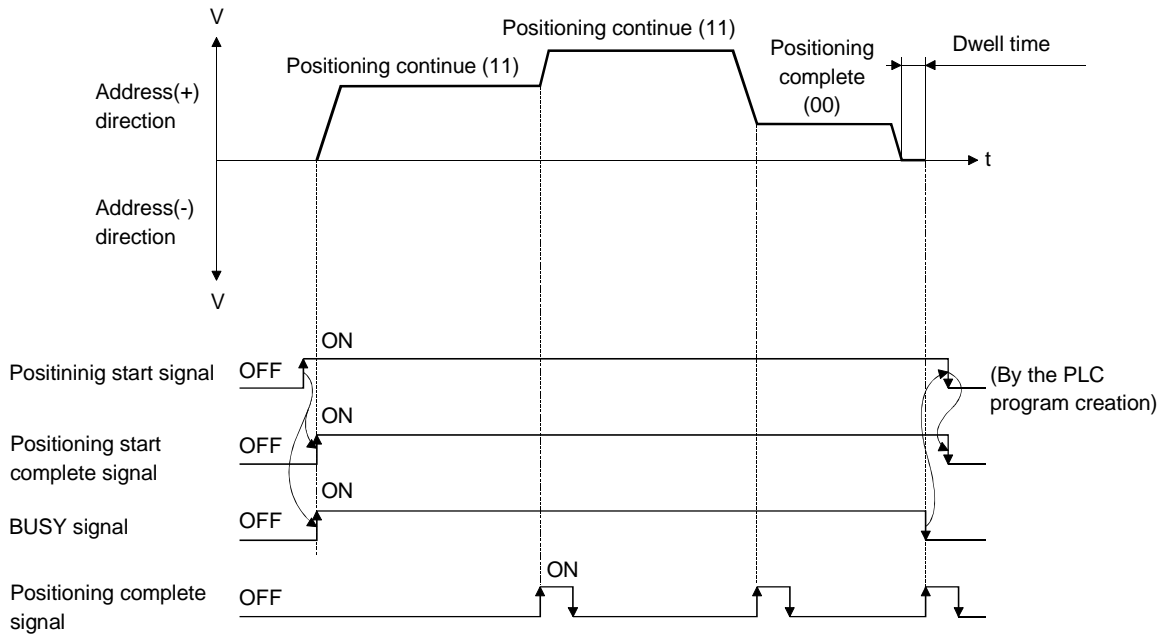 V
Positioning continue (11)
Positioning continue (11)
Positioning
complete
(00)
Dwell time
Address(+)
direction
t
Address(-)
direction
V
ON
Positininig start signal
OFF
(By the PLC
program creation)
ON
Positioning start
complete signal
OFF
ON
BUSY signal
OFF
ON
Positioning complete
signal
OFF